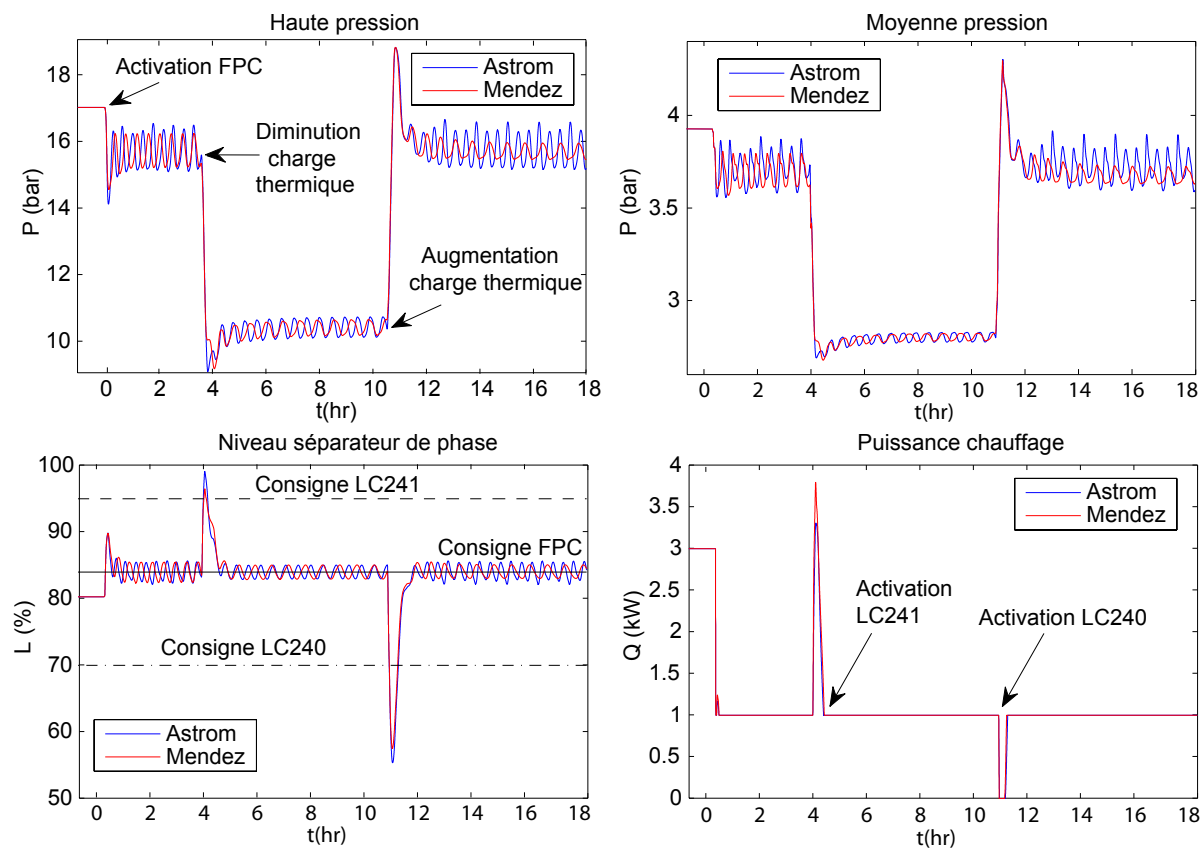 Haute pression
18
16
14
12
10
P (bar)
0
2
4
6
8
10
12
14
16
18
t(hr)
Activation FPC
Diminution
charge
thermique
Augmentation
charge thermique
Astrom
Mendez
Moyenne pression
4
3.5
3
P (bar)
0
2
4
6
8
10
12
14
16
18
t(hr)
Astrom
Mendez
Niveau séparateur de phase
100
90
80
70
60
50
L (%)
0
2
4
6
8
10
12
14
16
18
t(hr)
Consigne LC241
Consigne FPC
Consigne LC240
Astrom
Mendez
Puissance chauffage
4
3.5
3
2.5
2
1.5
1
0.5
0
Q (kW)
0
2
4
6
8
10
12
14
16
18
t(hr)
Astrom
Mendez
Activation
LC241
Activation LC240